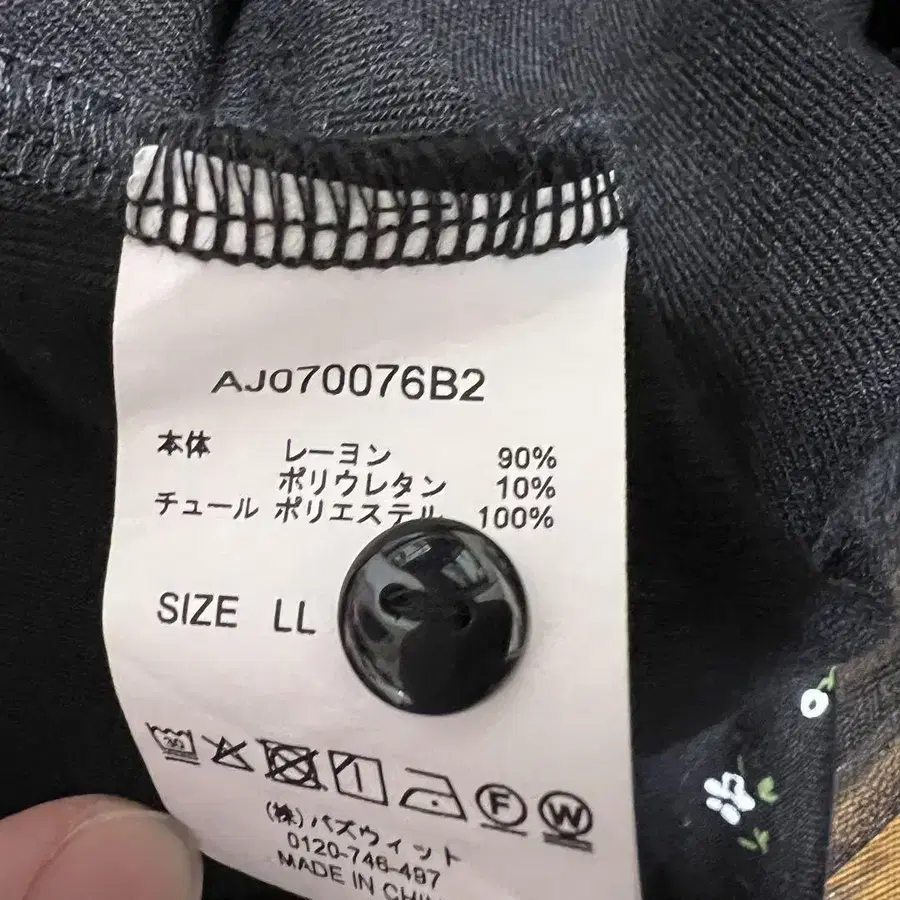 AJ070076B2
本体 レーヨン 90%
ポリウレタン 10%
チュール ポリエステル 100%
SIZE LL
30
F W
(株)バズウィット
0120-746-497
MADE IN